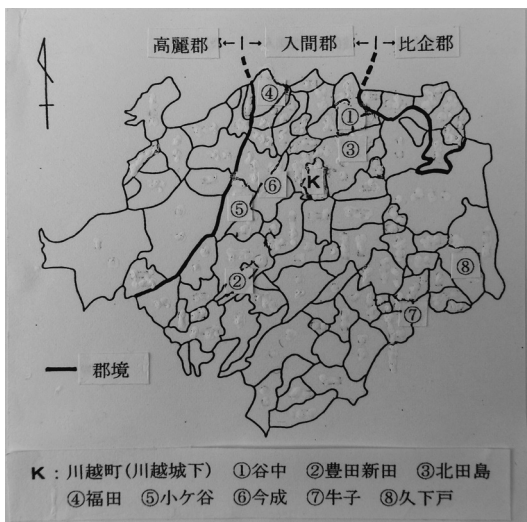 高麗郡←｜→ 入間郡 ←｜→比企郡
④
①
③
K
⑥
⑤
②
⑧
⑦
━ 郡境
K：川越町(川越城下) ①谷中 ②豊田新田 ③北田島
④福田 ⑤小ケ谷 ⑥今成 ⑦牛子 ⑧久下戸